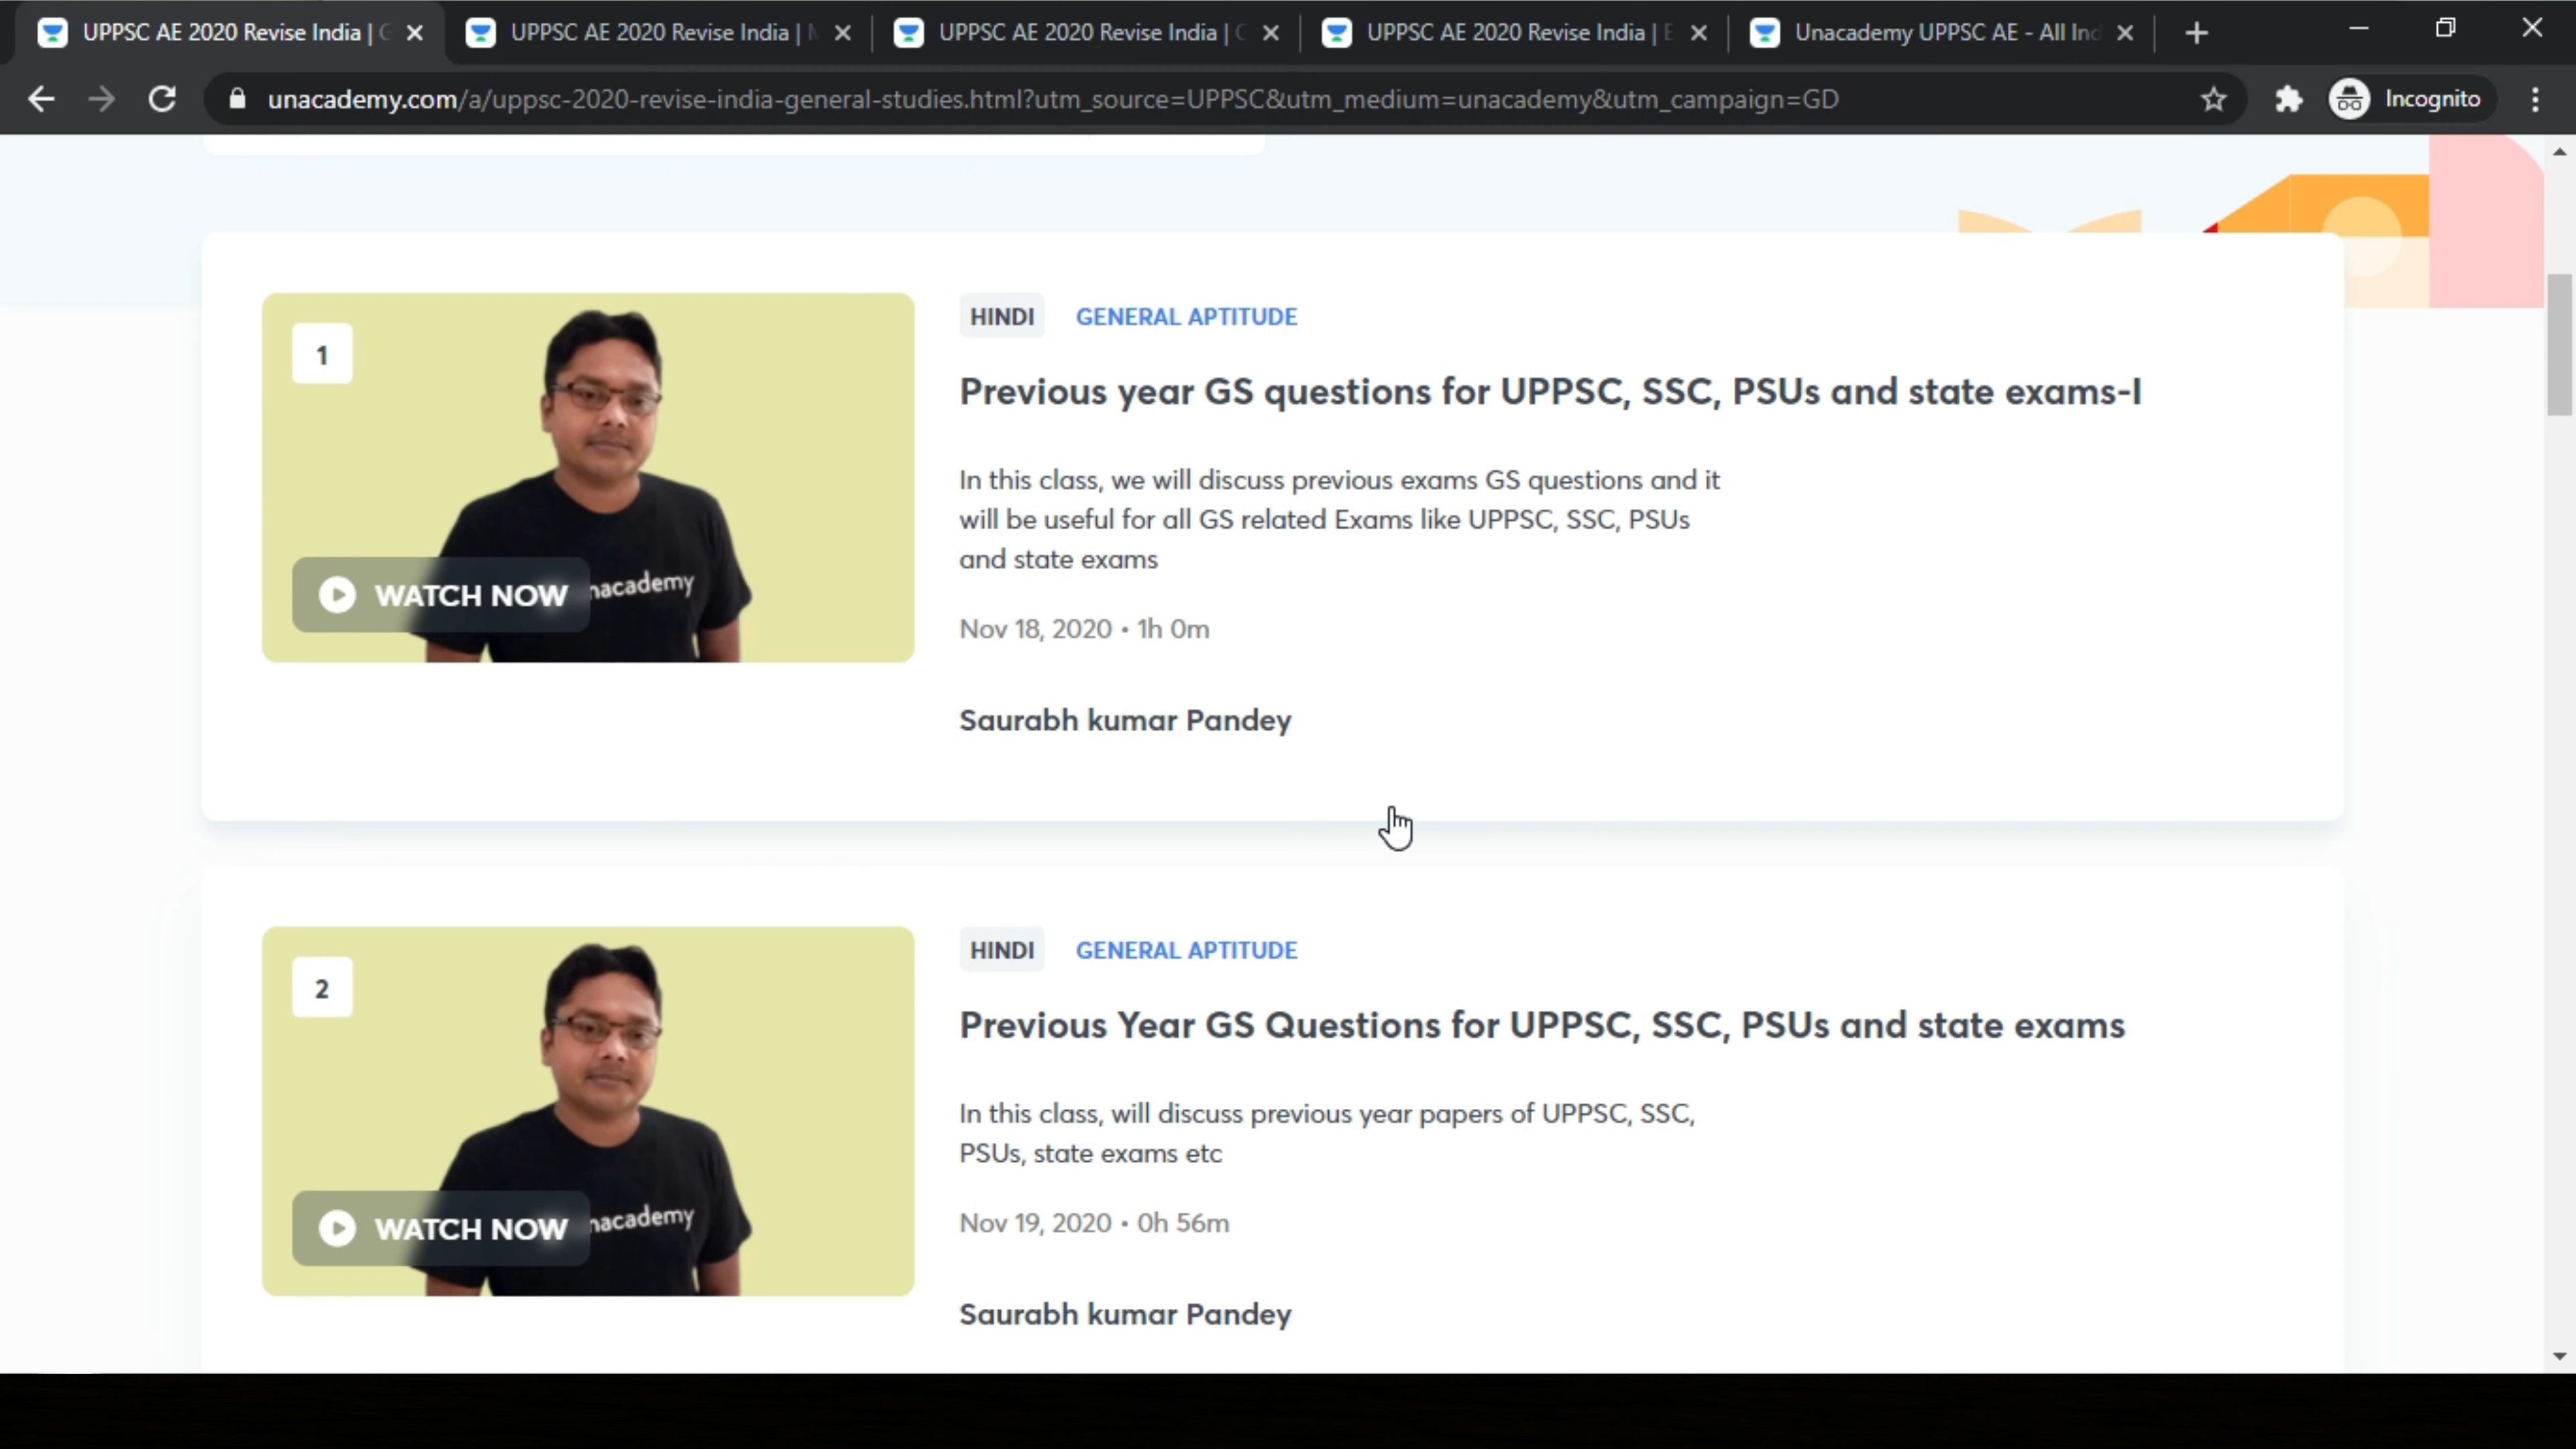 UPPSC AE 2020 Revise India |
UPPSC AE 2020 Revise India |
UPPSC AE 2020 Revise India |
UPPSC AE 2020 Revise India |
Unacademy UPPSC AE - All Ind
unacademy.com/a/uppsc-2020-revise-india-general-studies.html?utm_source=UPPSC&utm_medium=unacademy&utm_campaign=GD
Incognito
1
WATCH NOW
nacademy
HINDI GENERAL APTITUDE
Previous year GS questions for UPPSC, SSC, PSUs and state exams-I
In this class, we will discuss previous exams GS questions and it
will be useful for all GS related Exams like UPPSC, SSC, PSUs
and state exams
Nov 18, 2020 • 1h 0m
Saurabh kumar Pandey
2
WATCH NOW
nacademy
HINDI GENERAL APTITUDE
Previous Year GS Questions for UPPSC, SSC, PSUs and state exams
In this class, will discuss previous year papers of UPPSC, SSC,
PSUs, state exams etc
Nov 19, 2020 • 0h 56m
Saurabh kumar Pandey